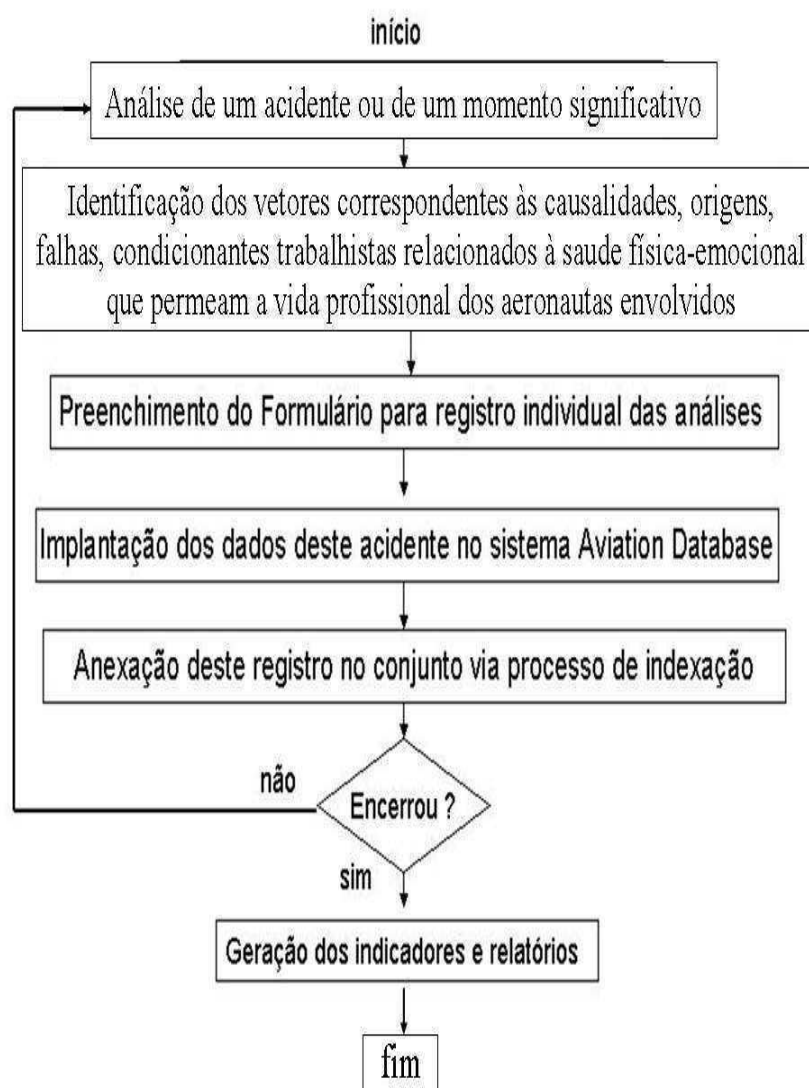 início
Análise de um acidente ou de um momento significativo
Identificação dos vetores correspondentes às causalidades, origens,
falhas, condicionantes trabalhistas relacionados à saude física-emocional
que permeam a vida profissional dos aeronautas envolvidos
Preenchimento do Formulário para registro individual das análises
Implantação dos dados deste acidente no sistema Aviation Database
Anexação deste registro no conjunto via processo de indexação
não
Encerrou ?
sim
Geração dos indicadores e relatórios
fim